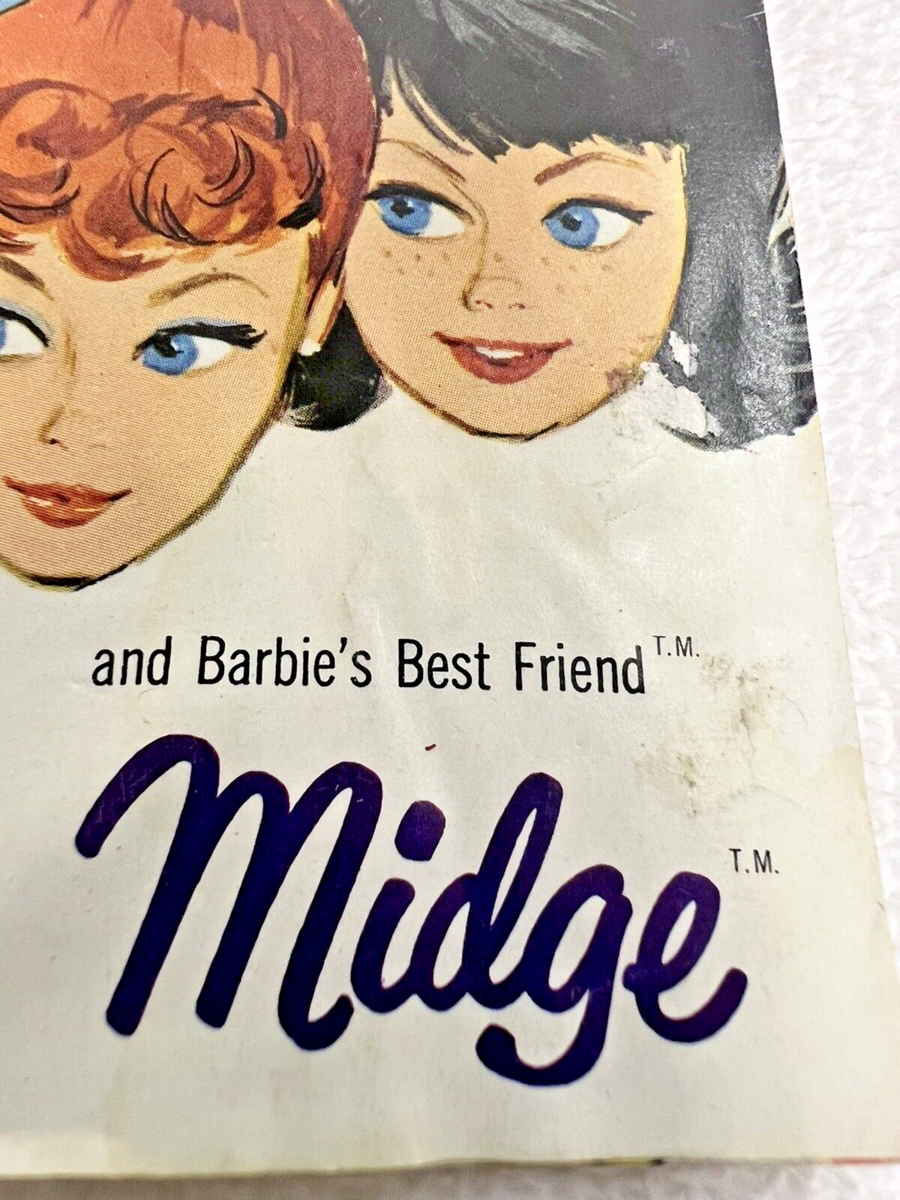 and Barbie's Best Friend T.M.
Midge T.M.